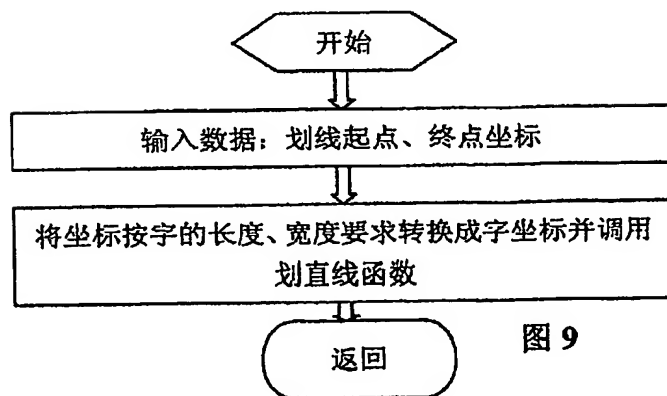 开始
输入数据：划线起点、终点坐标
将坐标按字的长度、宽度要求转换成字坐标并调用
划直线函数
返回
图 9